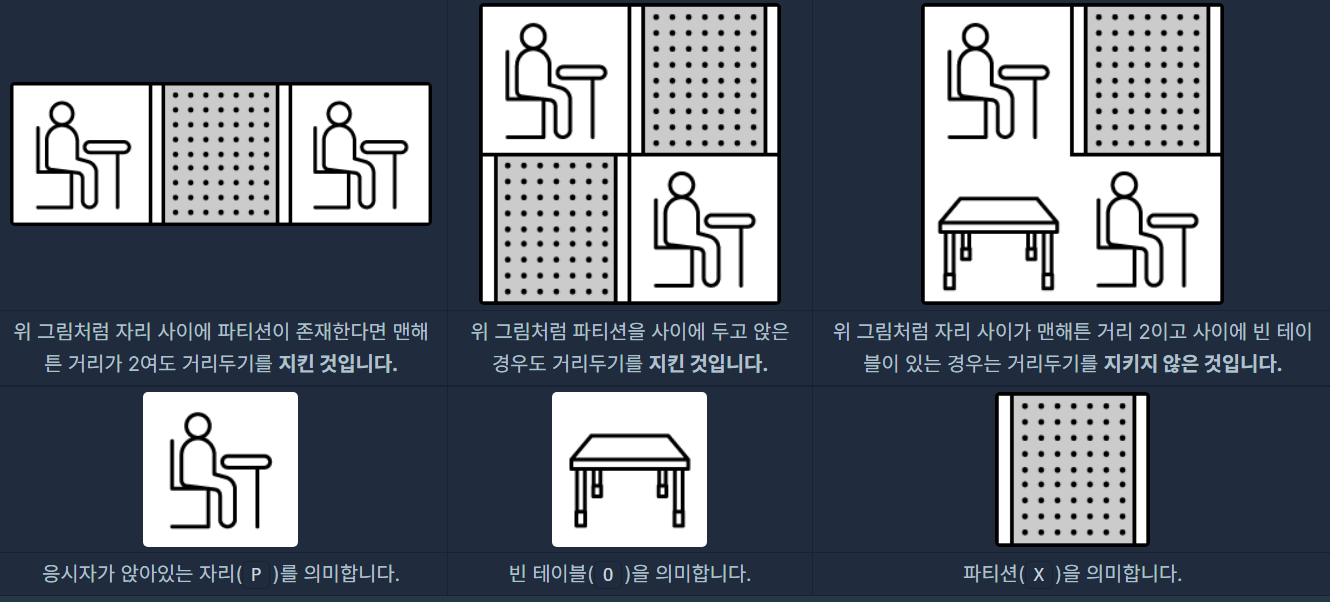 위 그림처럼 자리 사이에 파티션이 존재한다면 맨해
튼 거리가 2여도 거리두기를 지킨 것입니다.
위 그림처럼 파티션을 사이에 두고 앉은
경우도 거리두기를 지킨 것입니다.
위 그림처럼 자리 사이가 맨해튼 거리 2이고 사이에 빈 테이
블이 있는 경우는 거리두기를 지키지 않은 것입니다.
응시자가 앉아있는 자리( P )를 의미합니다.
빈 테이블( O )을 의미합니다.
파티션( X )을 의미합니다.